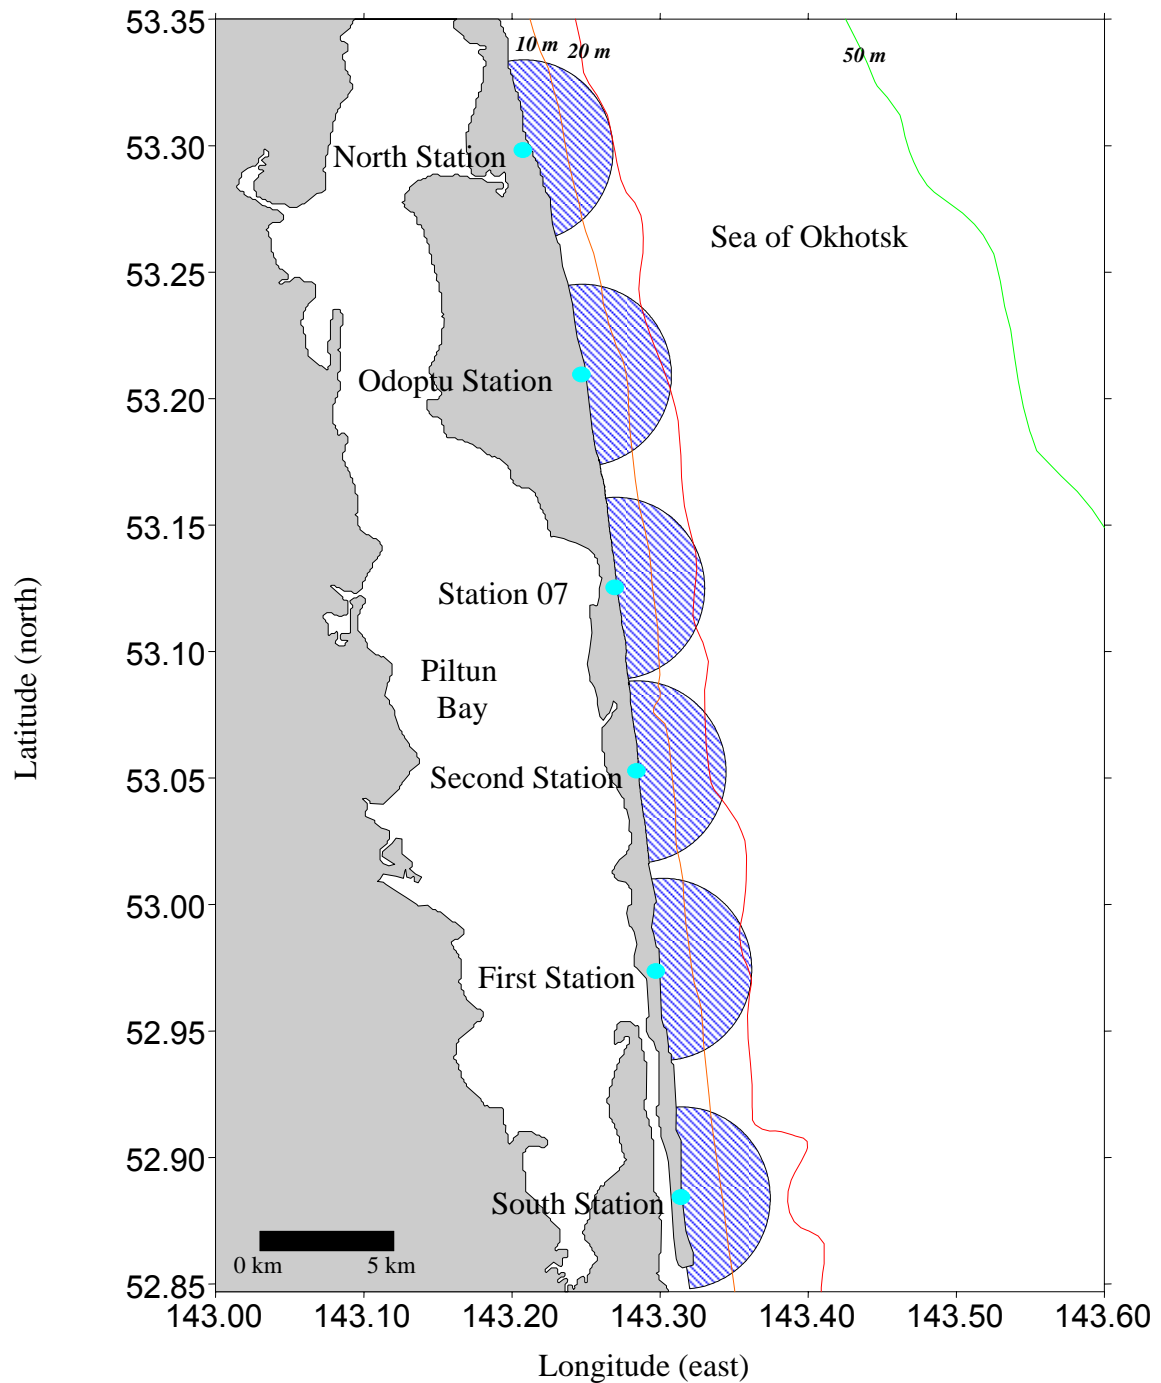 53.35
10 m
20 m
50 m
53.30
North Station
Sea of Okhotsk
53.25
Odoptu Station
53.20
53.15
Station 07
53.10
Piltun
Bay
Latitude (north)
53.05
Second Station
53.00
First Station
52.95
52.90
South Station
0 km
5 km
52.85
143.00
143.10
143.20
143.30
143.40
143.50
143.60
Longitude (east)